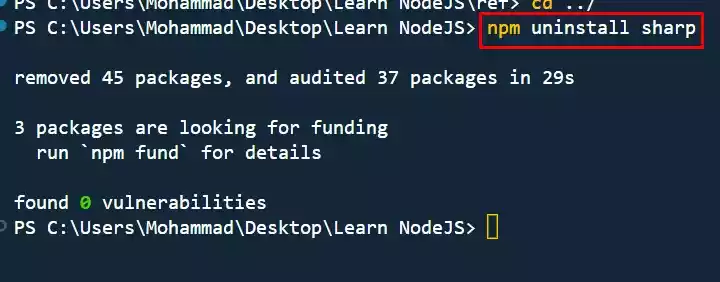 PS C:\Users\Mohammad\Desktop\Learn NodeJS\ref> cd ../
PS C:\Users\Mohammad\Desktop\Learn NodeJS> npm uninstall sharp
removed 45 packages, and audited 37 packages in 29s
3 packages are looking for funding
run `npm fund` for details
found 0 vulnerabilities
PS C:\Users\Mohammad\Desktop\Learn NodeJS>